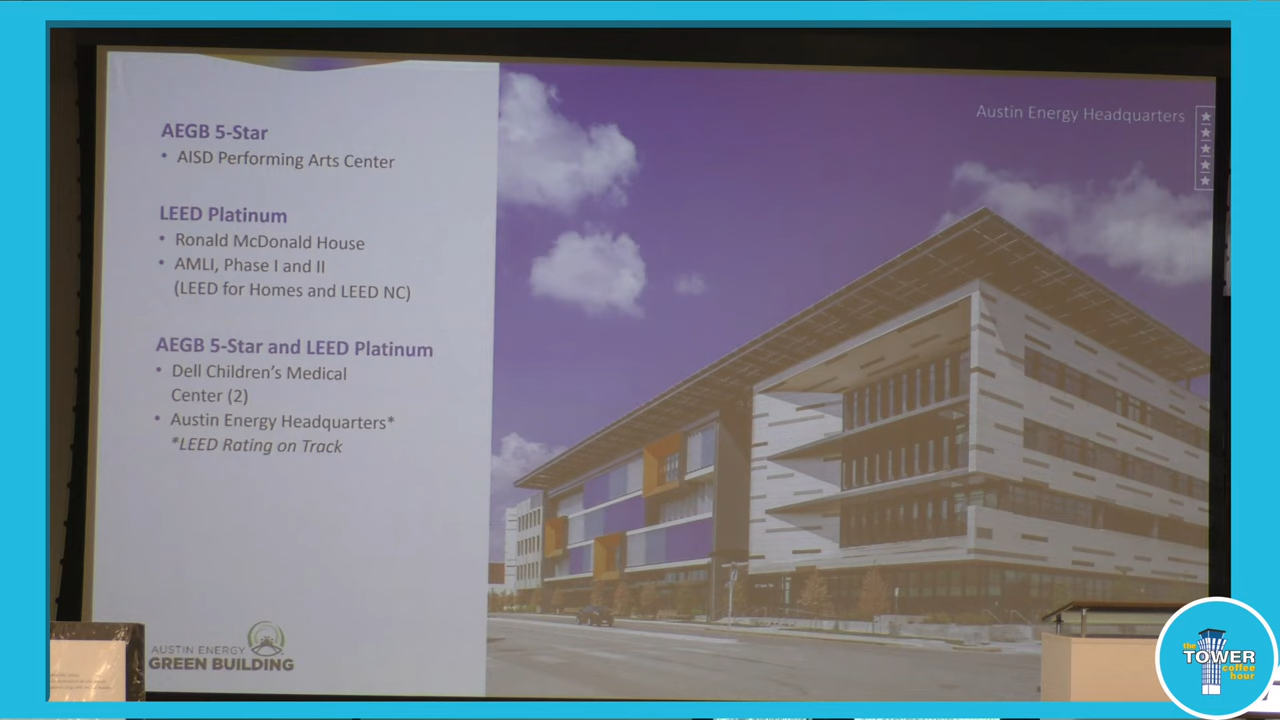 AEGB 5-Star
• AISD Performing Arts Center
LEED Platinum
• Ronald McDonald House
• AMLI, Phase I and II
(LEED for Homes and LEED NC)
AEGB 5-Star and LEED Platinum
• Dell Children's Medical
Center (2)
• Austin Energy Headquarters*
*LEED Rating on Track
AUSTIN ENERGY
GREEN BUILDING
Austin Energy Headquarters
the
TOWER
coffee
hour